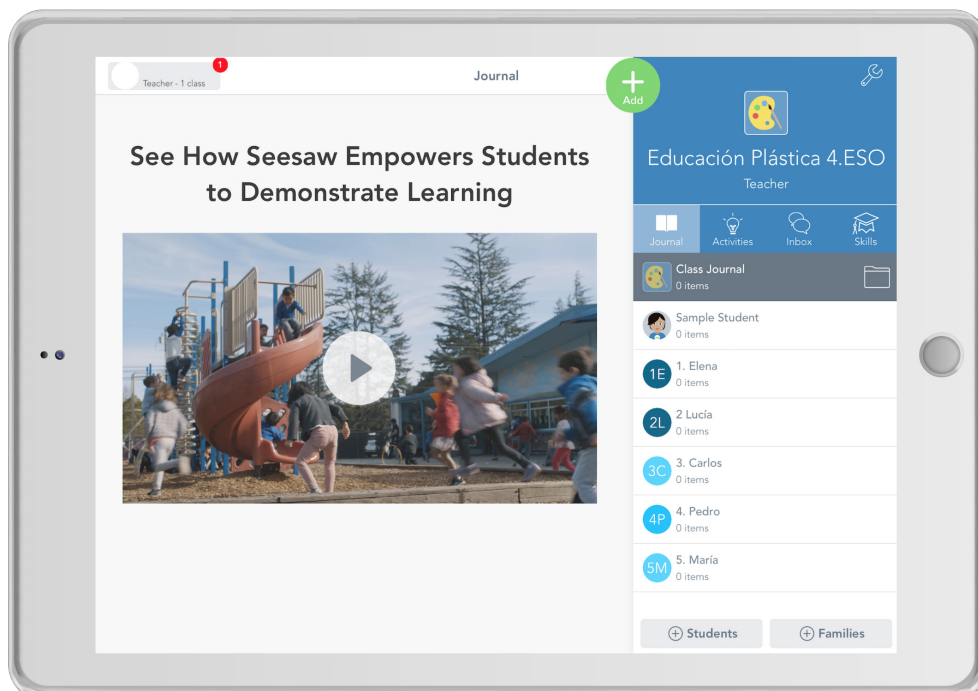 Teacher - 1 class
1
Journal
Add
See How Seesaw Empowers Students
to Demonstrate Learning
Educación Plástica 4.ESO
Teacher
Journal
Activities
Inbox
Skills
Class Journal
0 items
Sample Student
0 items
1E
1. Elena
0 items
2L
2 Lucía
0 items
3C
3. Carlos
0 items
4P
4. Pedro
0 items
5M
5. María
0 items
Students
Families